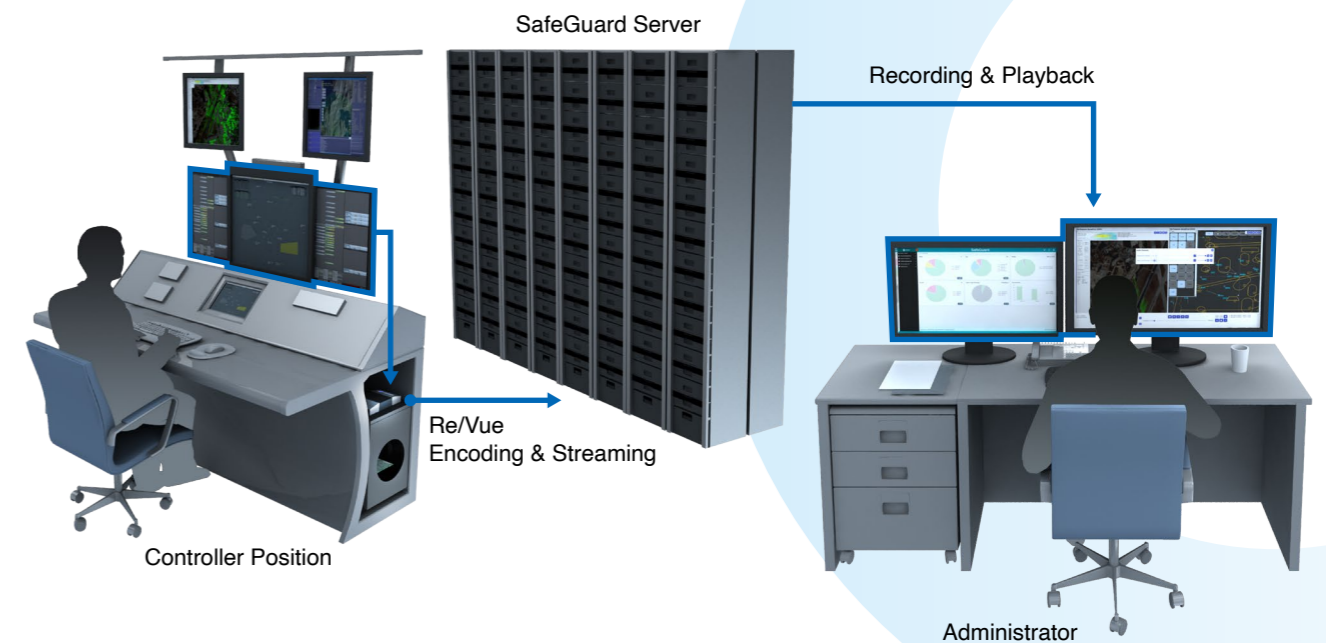 SafeGuard Server
Recording & Playback
Re/Vue
Encoding & Streaming
Controller Position
Administrator